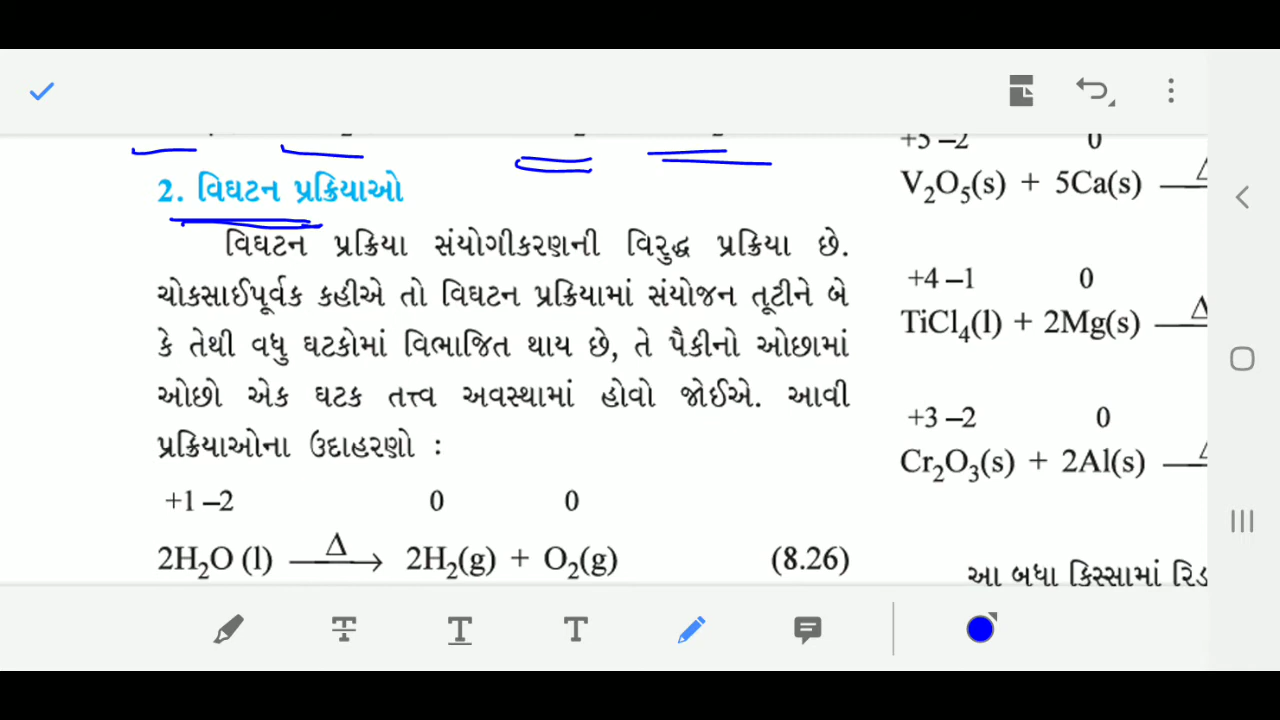 2. વિઘટન પ્રક્રિયાઓ
વિઘટન પ્રક્રિયા સંયોગીકરણની વિરુદ્ધ પ્રક્રિયા છે.
ચોકસાઈપૂર્વક કહીએ તો વિઘટન પ્રક્રિયામાં સંયોજન તૂટીને બે
કે તેથી વધુ ઘટકોમાં વિભાજિત થાય છે, તે પૈકીનો ઓછામાં
ઓછો એક ઘટક તત્ત્વ અવસ્થામાં હોવો જોઈએ. આવી
પ્રક્રિયાઓના ઉદાહરણો :
+1 –2 0 0
2H₂O (l) —Δ→ 2H₂(g) + O₂(g) (8.26)
+5 –2 0
V₂O₅(s) + 5Ca(s) —Δ
+4 –1 0
TiCl₄(l) + 2Mg(s) —Δ
+3 –2 0
Cr₂O₃(s) + 2Al(s) —Δ
આ બધા કિસ્સામાં
T T T